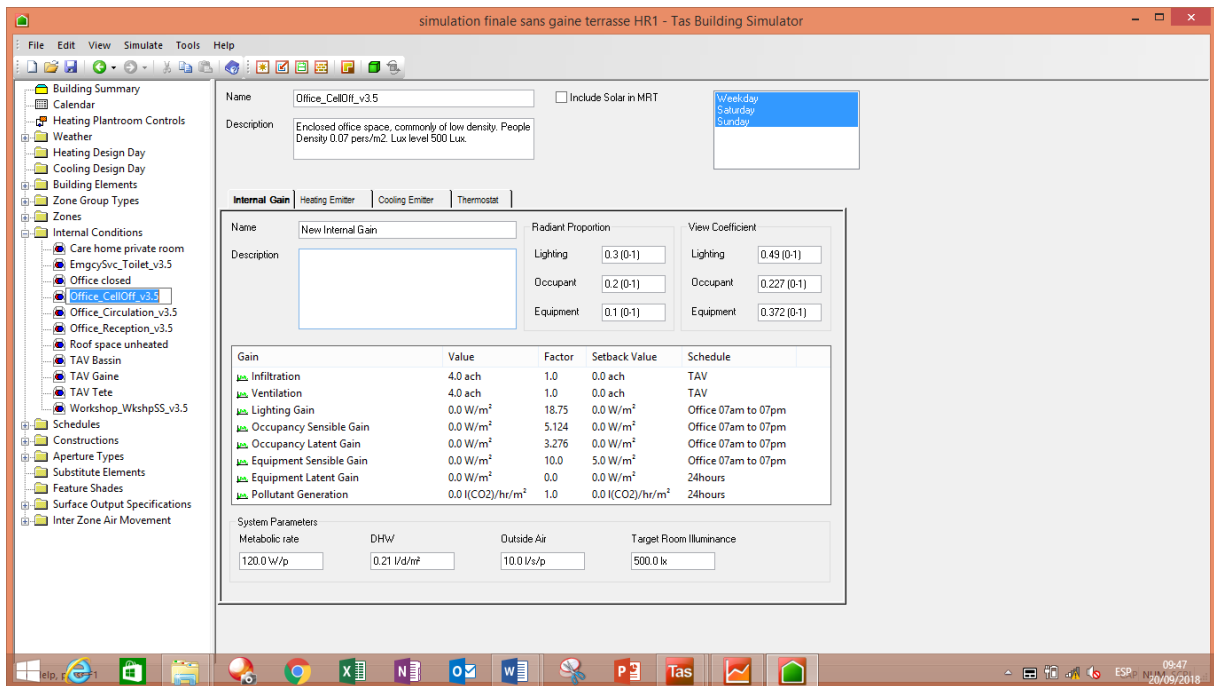 simulation finale sans gaine terrasse HR1 - Tas Building Simulator
File Edit View Simulate Tools Help
Building Summary
Calendar
Heating Plantroom Controls
Weather
Heating Design Day
Cooling Design Day
Building Elements
Zone Group Types
Zones
Internal Conditions
Care home private room
EmgcySvc_Toilet_v3.5
Office closed
Office_CellOff_v3.5
Office_Circulation_v3.5
Office_Reception_v3.5
Roof space unheated
TAV Bassin
TAV Gaine
TAV Tete
Workshop_WkshpSS_v3.5
Schedules
Constructions
Aperture Types
Substitute Elements
Feature Shades
Surface Output Specifications
Inter Zone Air Movement
Name Office_CellOff_v3.5 Include Solar in MRT
Weekday
Saturday
Sunday
Description Enclosed office space, commonly of low density. People
Density 0.07 pers/m2. Lux level 500 Lux.
Internal Gain Heating Emitter Cooling Emitter Thermostat
Name New Internal Gain
Description
Radiant Proportion
Lighting 0.3 (0-1)
Occupant 0.2 (0-1)
Equipment 0.1 (0-1)
View Coefficient
Lighting 0.49 (0-1)
Occupant 0.227 (0-1)
Equipment 0.372 (0-1)
Gain Value Factor Setback Value Schedule
Infiltration 4.0 ach 1.0 0.0 ach TAV
Ventilation 4.0 ach 1.0 0.0 ach TAV
Lighting Gain 0.0 W/m² 18.75 0.0 W/m² Office 07am to 07pm
Occupancy Sensible Gain 0.0 W/m² 5.124 0.0 W/m² Office 07am to 07pm
Occupancy Latent Gain 0.0 W/m² 3.276 0.0 W/m² Office 07am to 07pm
Equipment Sensible Gain 0.0 W/m² 10.0 5.0 W/m² Office 07am to 07pm
Equipment Latent Gain 0.0 W/m² 0.0 0.0 W/m² 24hours
Pollutant Generation 0.0 l(CO2)/hr/m² 1.0 0.0 l(CO2)/hr/m² 24hours
System Parameters
Metabolic rate DHW Outside Air Target Room Illuminance
120.0 W/p 0.21 l/d/m² 10.0 l/s/p 500.0 lx
Tas
ESP
NUM
09:47
20/09/2018